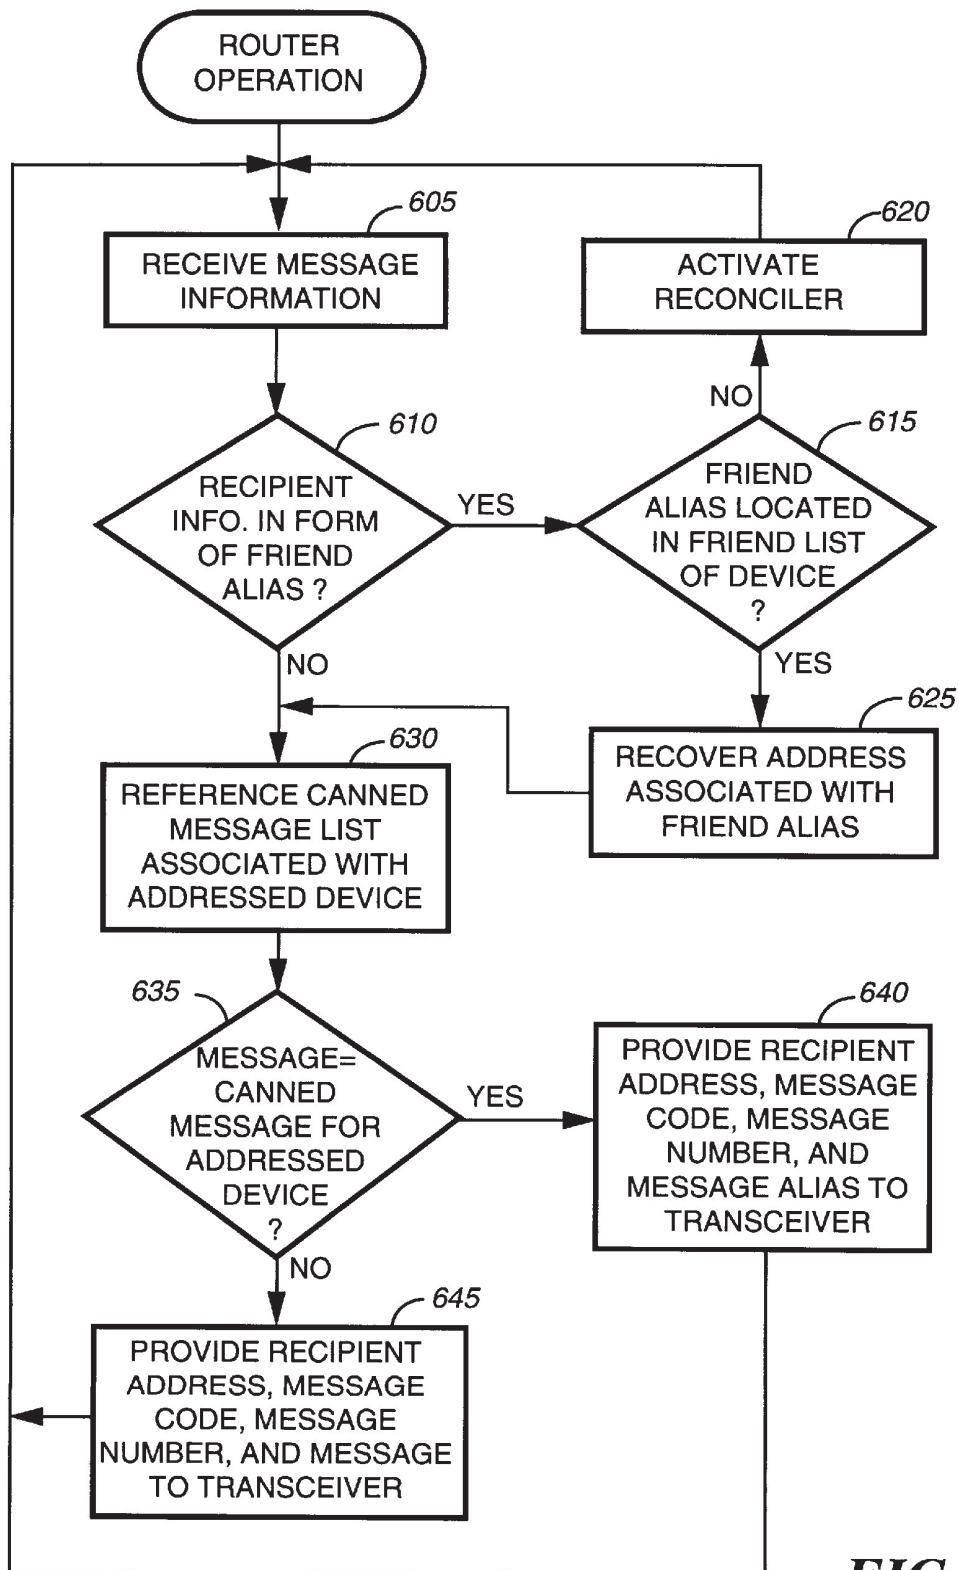 ROUTER
OPERATION
605
RECEIVE MESSAGE
INFORMATION
620
ACTIVATE
RECONCILER
NO
610
RECIPIENT
INFO. IN FORM
OF FRIEND
ALIAS ?
YES
615
FRIEND
ALIAS LOCATED
IN FRIEND LIST
OF DEVICE
?
NO
YES
625
RECOVER ADDRESS
ASSOCIATED WITH
FRIEND ALIAS
630
REFERENCE CANNED
MESSAGE LIST
ASSOCIATED WITH
ADDRESSED DEVICE
635
MESSAGE=
CANNED
MESSAGE FOR
ADDRESSED
DEVICE
?
YES
640
PROVIDE RECIPIENT
ADDRESS, MESSAGE
CODE, MESSAGE
NUMBER, AND
MESSAGE ALIAS TO
TRANSCEIVER
NO
645
PROVIDE RECIPIENT
ADDRESS, MESSAGE
CODE, MESSAGE
NUMBER, AND MESSAGE
TO TRANSCEIVER